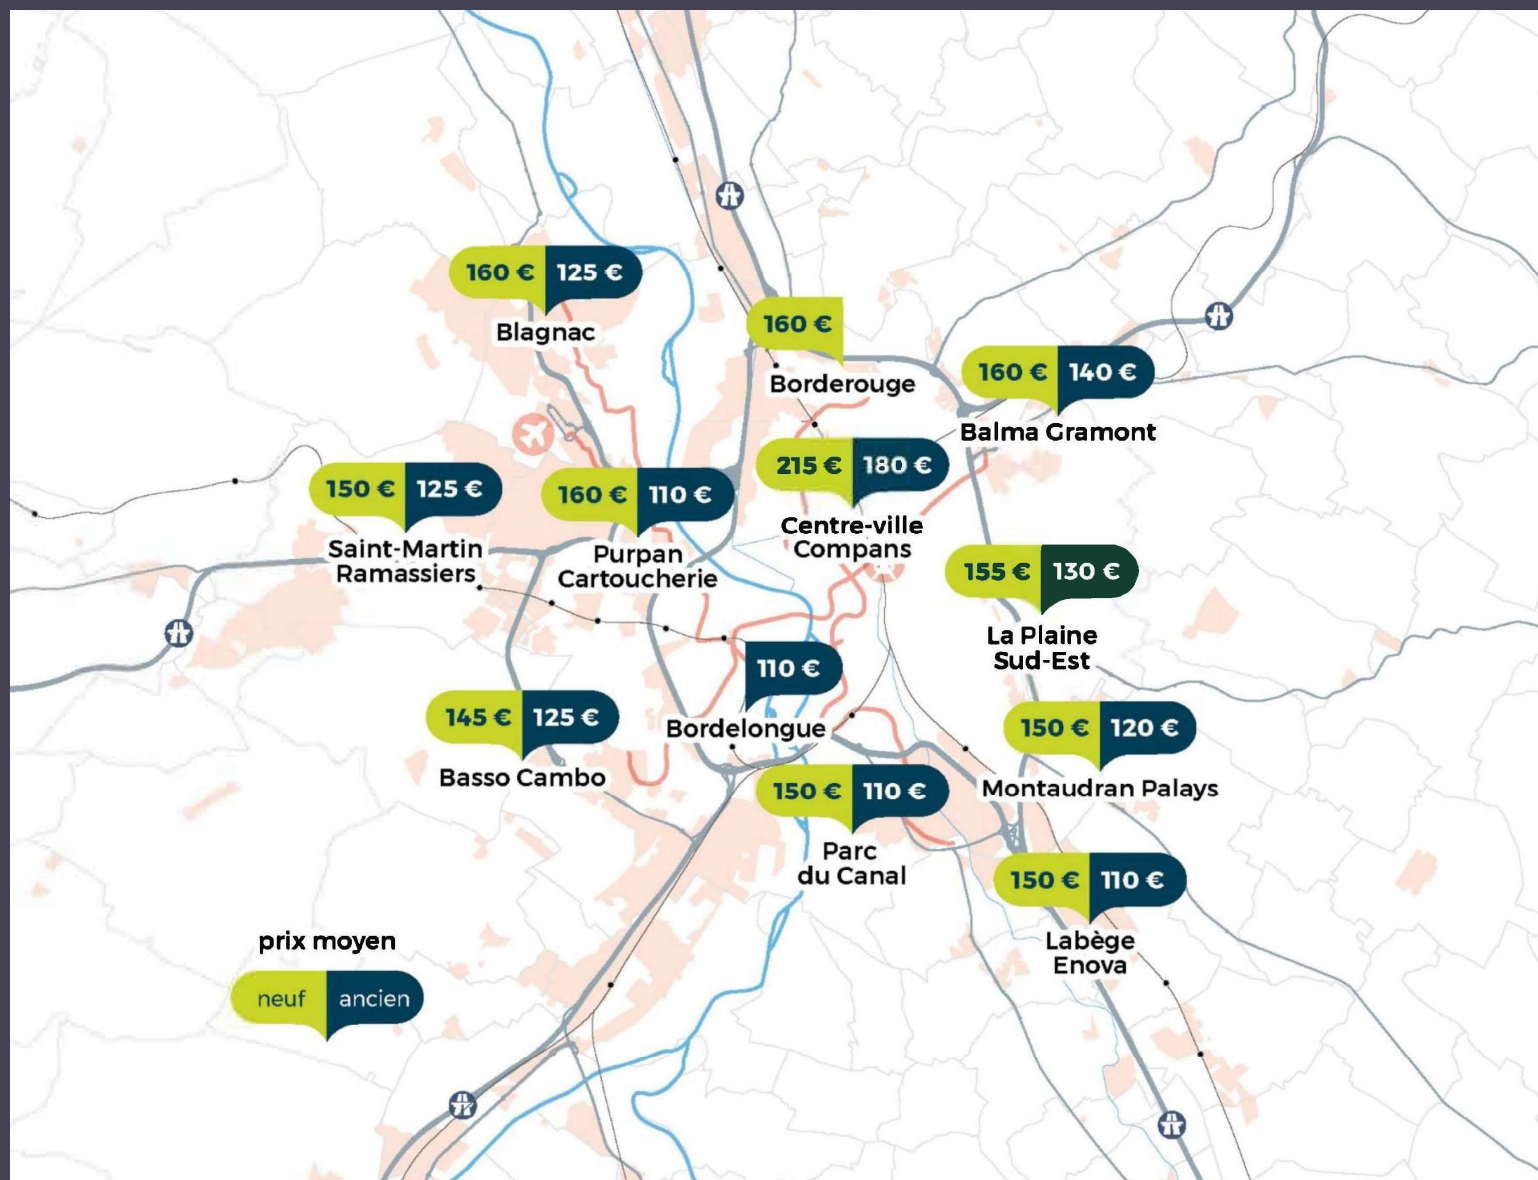 160 € 125 €
Blagnac
160 €
Borderouge
160 € 140 €
Balma Gramont
215 € 180 €
Centre-ville
Compans
150 € 125 €
Saint-Martin
Ramassiers
160 € 110 €
Purpan
Cartoucherie
155 € 130 €
La Plaine
Sud-Est
110 €
Bordelongue
145 € 125 €
Basso Cambo
150 € 120 €
Montaudran Palays
150 € 110 €
Parc
du Canal
150 € 110 €
Labège
Enova
prix moyen
neuf ancien